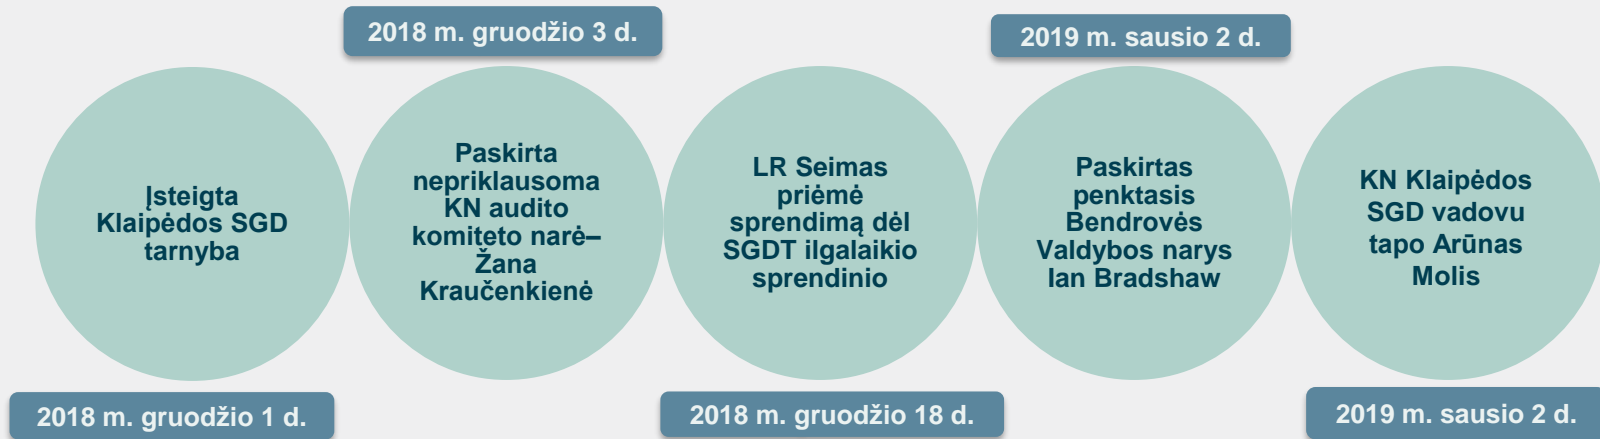 2018 m. gruodžio 3 d.
2019 m. sausio 2 d.
Įsteigta
Klaipėdos SGD
tarnyba
Paskirta
nepriklausoma
KN audito
komiteto narė–
Žana
Kraučenkienė
LR Seimas
priėmė
sprendimą dėl
SGDT ilgalaikio
sprendinio
Paskirtas
penktasis
Bendrovės
Valdybos narys
Ian Bradshaw
KN Klaipėdos
SGD vadovu
tapo Arūnas
Molis
2018 m. gruodžio 1 d.
2018 m. gruodžio 18 d.
2019 m. sausio 2 d.